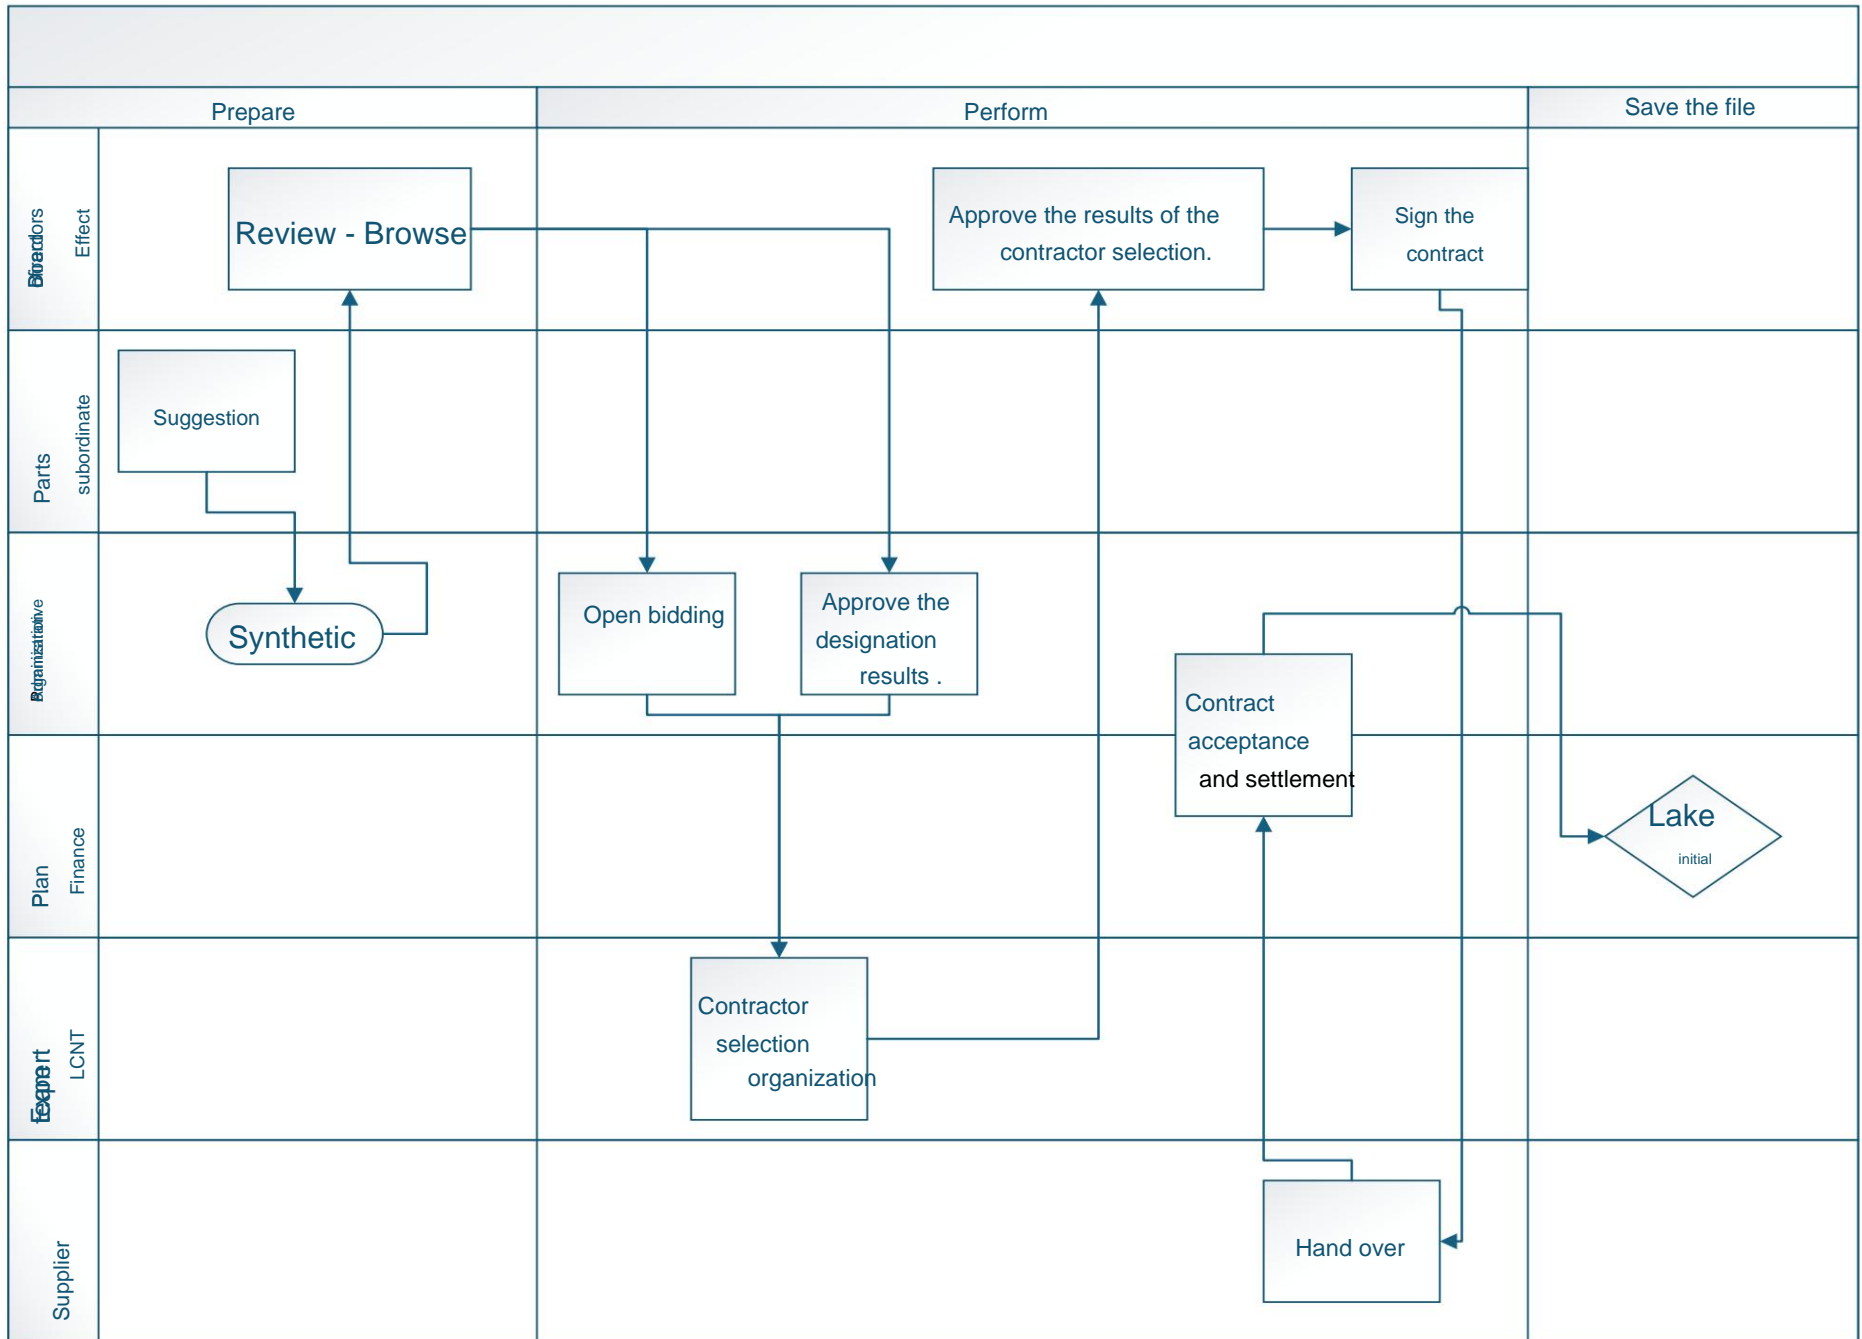 Prepare
Perform
Save the file
Effect
Review - Browse
Approve the results of the
contractor selection.
Sign the
contract
Parts
subordinate
Suggestion
Synthetic
Open bidding
Approve the
designation
results .
Contract
acceptance
and settlement
Plan
Finance
Lake
initial
Expert
LCNT
Contractor
selection
organization
Supplier
Hand over